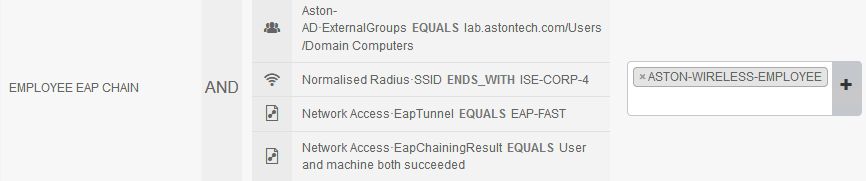 EMPLOYEE EAP CHAIN
AND
Aston-
AD·ExternalGroups EQUALS lab.astontech.com/Users
/Domain Computers
Normalised Radius·SSID ENDS_WITH ISE-CORP-4
Network Access·EapTunnel EQUALS EAP-FAST
Network Access·EapChainingResult EQUALS User
and machine both succeeded
×ASTON-WIRELESS-EMPLOYEE
+